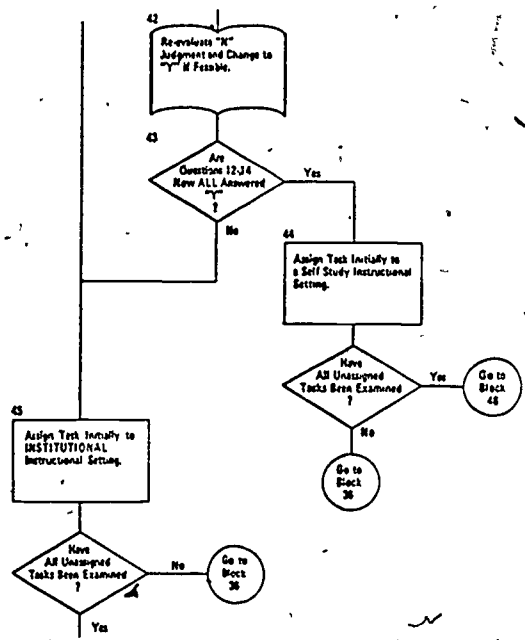 42
Re-evaluate "N"
Judgment and Change to
"Y" if Feasible.
43
Are
Questions 12-14
Now ALL Answered
"Y"
?
Yes
No
44
Assign Task Initially to
a Self Study Instructional
Setting.
Have
All Unassigned
Tasks Been Examined
?
Yes
Go to
Block
No
Go to
Block
36
45
Assign Task Initially to
INSTITUTIONAL
Instructional Setting.
Have
All Unassigned
Tasks Been Examined
?
No
Go to
Block
36
Yes